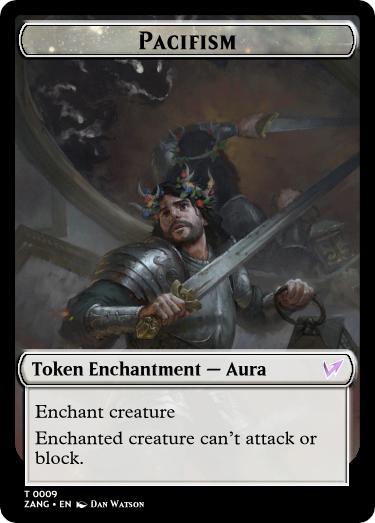 Pacifism
Token Enchantment — Aura
Enchant creature
Enchanted creature can't attack or
block.
T 0009
ZANG • EN Dan Watson